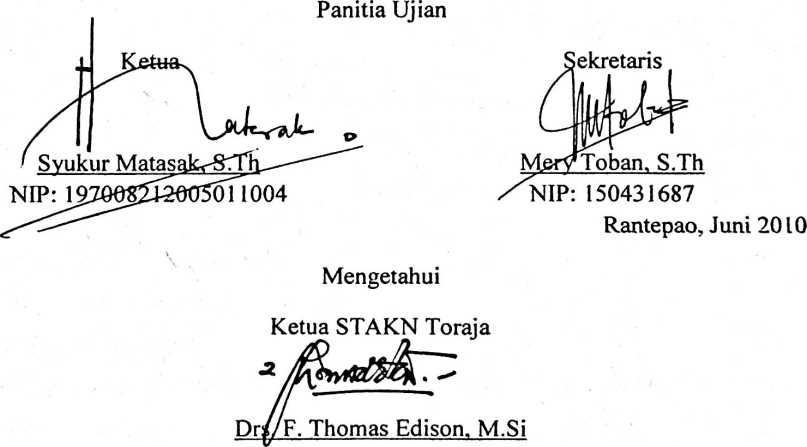 Panitia Ujian
Ketua Sekretaris
Syukur Matasak, S.Th Mery Toban, S.Th
NIP: 197008212005011004 NIP: 150431687
Rantepao, Juni 2010
Mengetahui
Ketua STAKN Toraja
Drs. F. Thomas Edison, M.Si